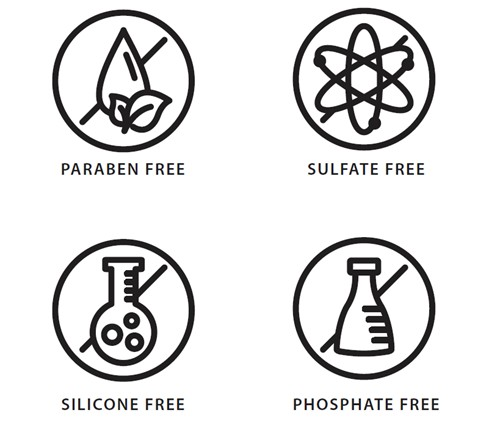 PARABEN FREE
SULFATE FREE
SILICONE FREE
PHOSPHATE FREE